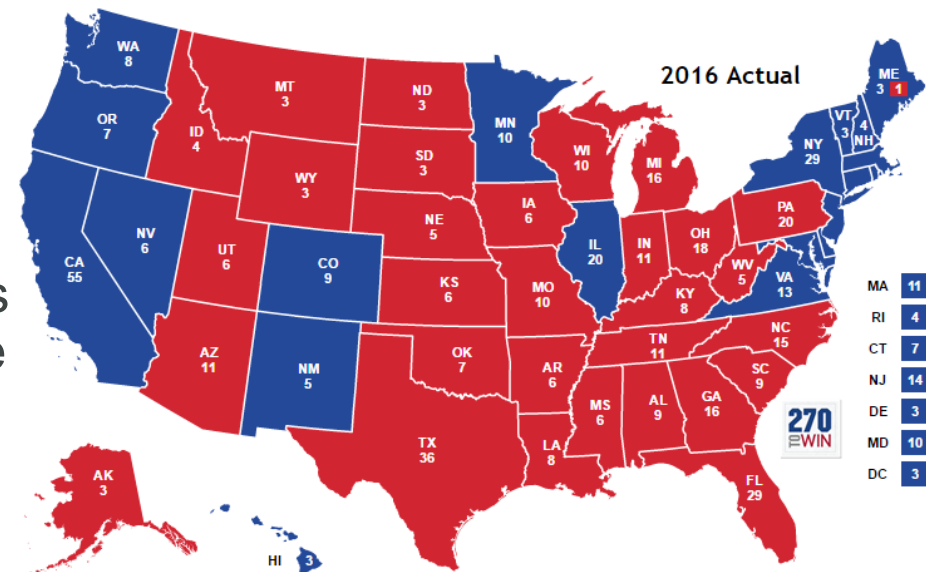 2016 Actual
WA
8
OR
7
CA
55
NV
6
ID
4
MT
3
WY
3
UT
6
AZ
11
CO
9
NM
5
ND
3
SD
3
NE
5
KS
6
OK
7
TX
36
MN
10
IA
6
MO
10
AR
6
LA
8
WI
10
IL
20
MI
16
IN
11
OH
18
KY
8
TN
11
MS
6
AL
9
GA
16
FL
29
SC
9
NC
15
VA
13
WV
5
PA
20
NY
29
VT
3
4
NH
ME
3 1
AK
3
HI 3
s
e
270
TO WIN
MA 11
RI 4
CT 7
NJ 14
DE 3
MD 10
DC 3